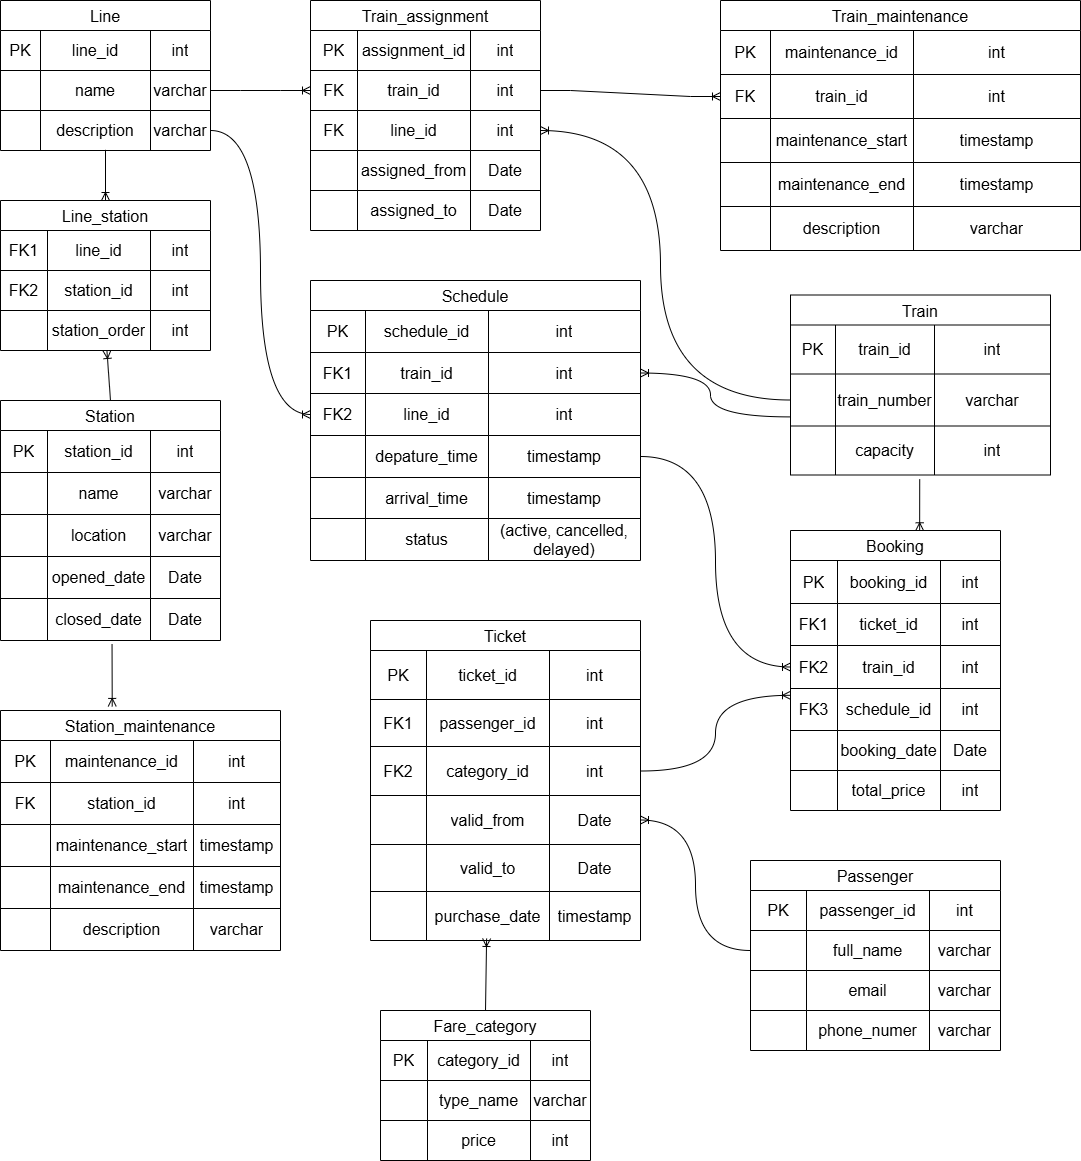 Line
PK line_id int
name varchar
description varchar
Train_assignment
PK assignment_id int
FK train_id int
FK line_id int
assigned_from Date
assigned_to Date
Train_maintenance
PK maintenance_id int
FK train_id int
maintenance_start timestamp
maintenance_end timestamp
description varchar
Line_station
FK1 line_id int
FK2 station_id int
station_order int
Schedule
PK schedule_id int
FK1 train_id int
FK2 line_id int
depature_time timestamp
arrival_time timestamp
status (active, cancelled,
delayed)
Train
PK train_id int
train_number varchar
capacity int
Station
PK station_id int
name varchar
location varchar
opened_date Date
closed_date Date
Booking
PK booking_id int
FK1 ticket_id int
FK2 train_id int
FK3 schedule_id int
booking_date Date
total_price int
Ticket
PK ticket_id int
FK1 passenger_id int
FK2 category_id int
valid_from Date
valid_to Date
purchase_date timestamp
Station_maintenance
PK maintenance_id int
FK station_id int
maintenance_start timestamp
maintenance_end timestamp
description varchar
Passenger
PK passenger_id int
full_name varchar
email varchar
phone_numer varchar
Fare_category
PK category_id int
type_name varchar
price int